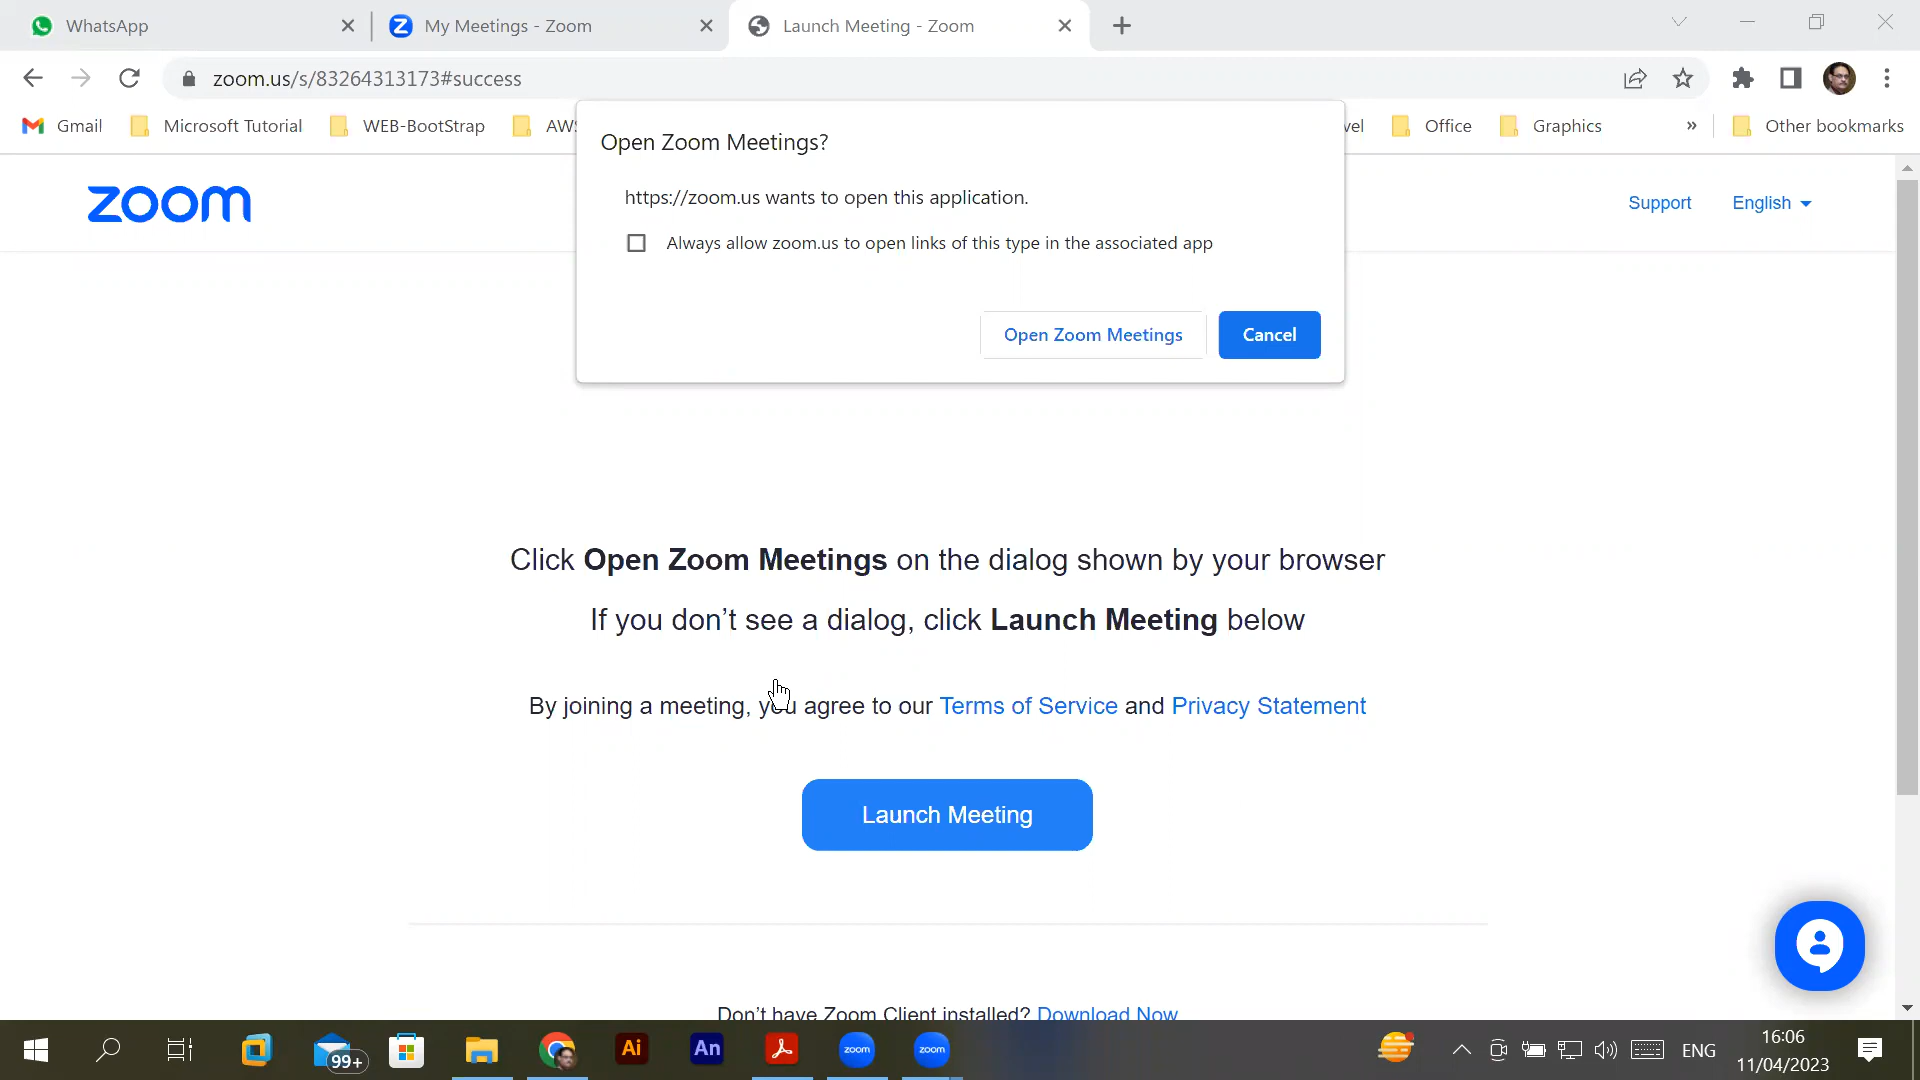 WhatsApp
My Meetings - Zoom
Launch Meeting - Zoom
zoom.us/s/83264313173#success
Gmail
Microsoft Tutorial
WEB-BootStrap
Office
Graphics
»
Other bookmarks
Open Zoom Meetings?
https://zoom.us wants to open this application.
Always allow zoom.us to open links of this type in the associated app
Open Zoom Meetings
Cancel
zoom
Support
English
Click Open Zoom Meetings on the dialog shown by your browser
If you don't see a dialog, click Launch Meeting below
By joining a meeting, you agree to our Terms of Service and Privacy Statement
Launch Meeting
Don't have Zoom Client installed? Download Now
99+
Ai
An
zoom
zoom
ENG
16:06
11/04/2023